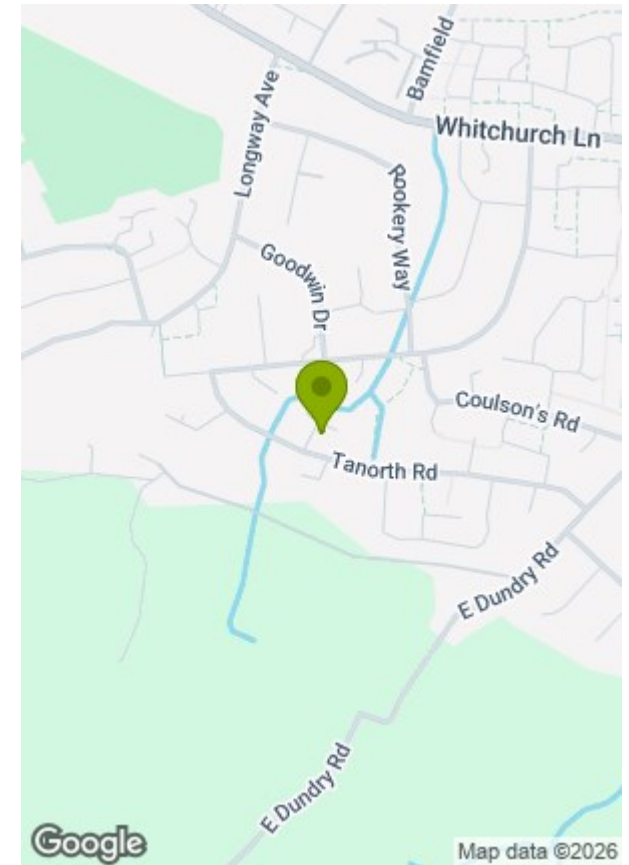 Bamfield
Whitchurch Ln
Longway Ave
Rookery Way
Goodwin Dr
Coulson's Rd
Tanorth Rd
E Dundry Rd
E Dundry Rd
Google
Map data ©2026